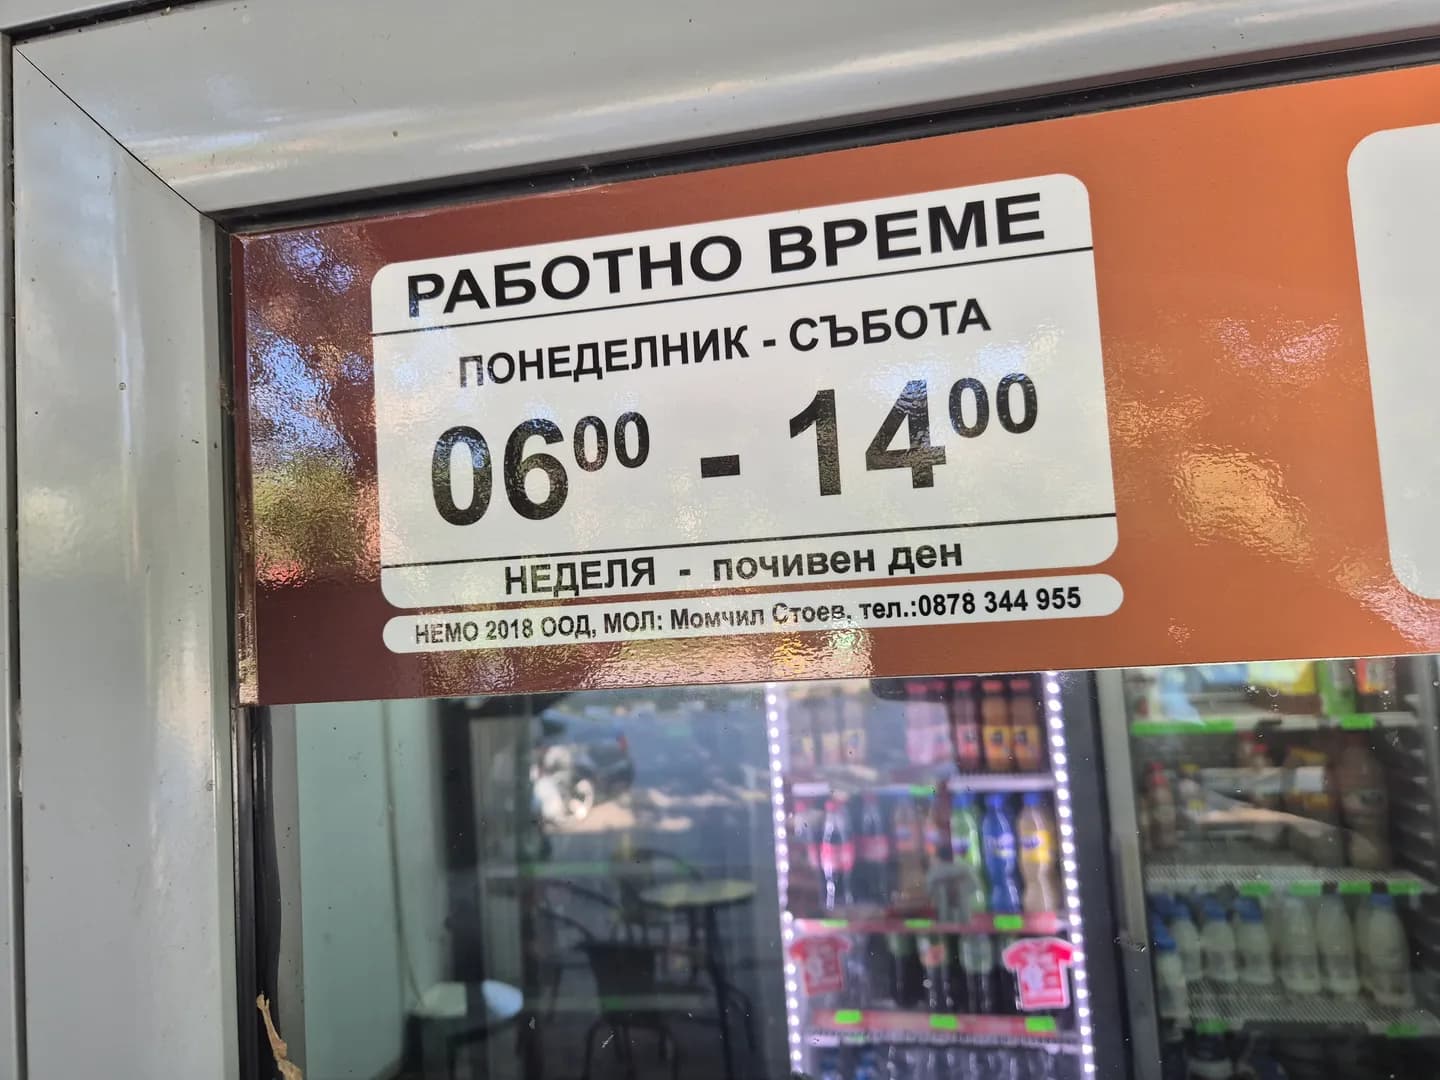 РАБОТНО ВРЕМЕ
ПОНЕДЕЛНИК - СЪБОТА
06⁰⁰ - 14⁰⁰
НЕДЕЛЯ - почивен ден
НЕМО 2018 ООД, МОЛ: Момчил Стоев, тел.:0878 344 955